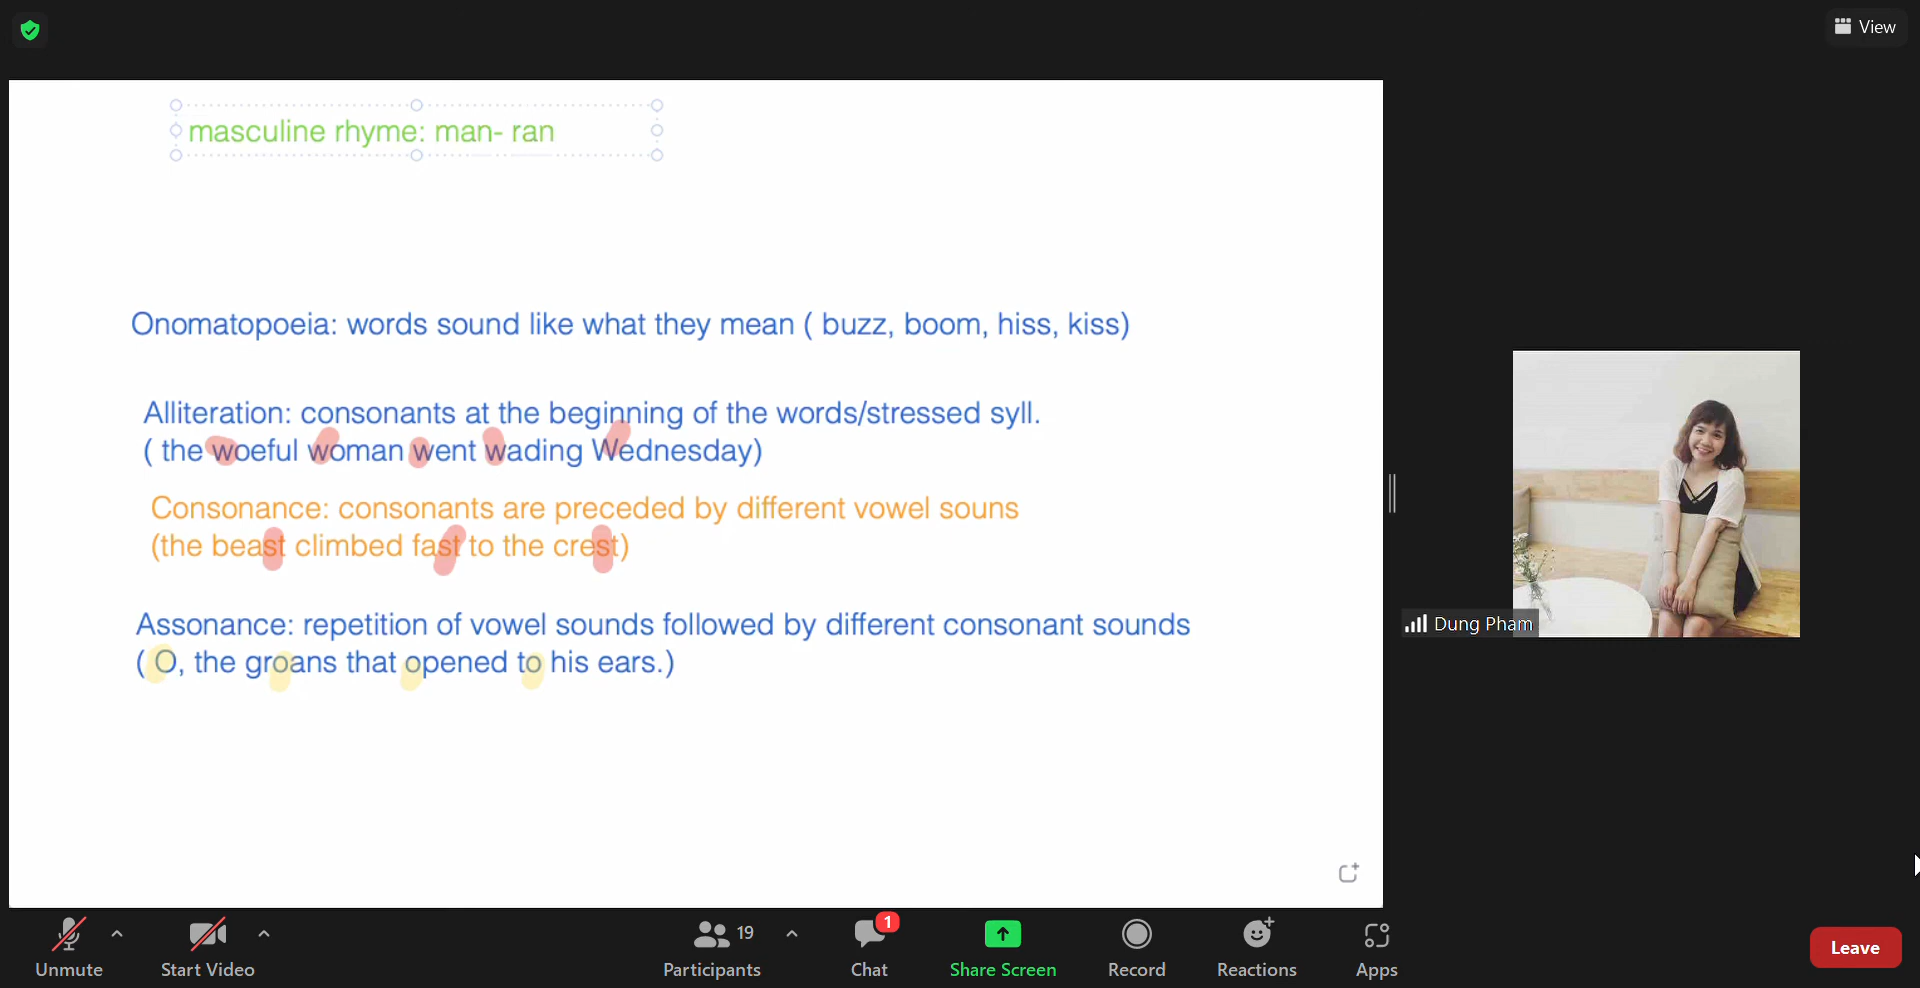 View
masculine rhyme: man- ran
Onomatopoeia: words sound like what they mean ( buzz, boom, hiss, kiss)
Alliteration: consonants at the beginning of the words/stressed syll.
( the woeful woman went wading Wednesday)
Consonance: consonants are preceded by different vowel souns
(the beast climbed fast to the crest)
Assonance: repetition of vowel sounds followed by different consonant sounds
( O, the groans that opened to his ears.)
Dung Pham
19
1
Unmute
Start Video
Participants
Chat
Share Screen
Record
Reactions
Apps
Leave